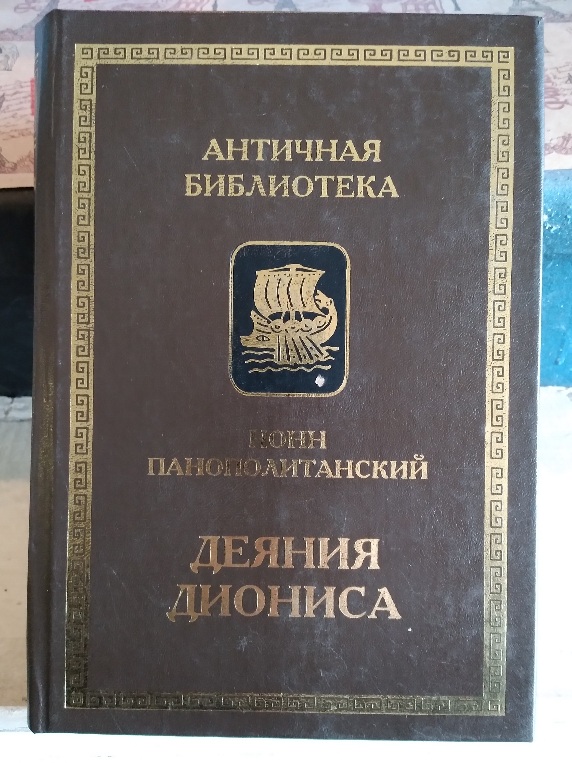 АНТИЧНАЯ
БИБЛИОТЕКА
НОНН
ПАНОПОЛИТАНСКИЙ
ДЕЯНИЯ
ДИОНИСА